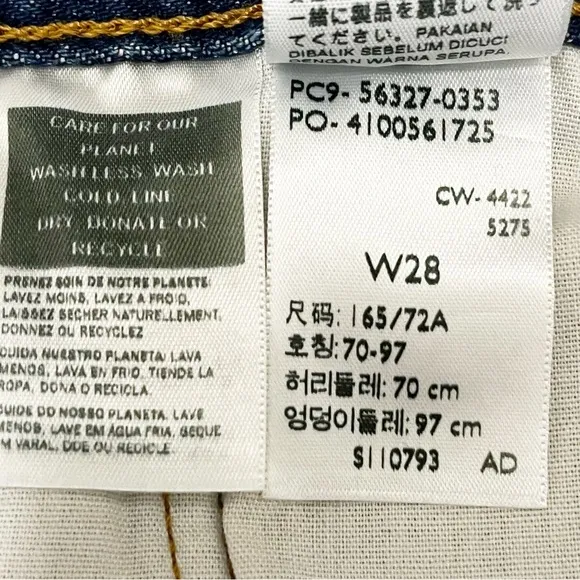 CARE FOR OUR
PLANET
WASH LESS WASH
COLD LINE
DRY DONATE OR
RECYCLE
PRENEZ SOIN DE NOTRE PLANETE:
LAVEZ MOINS, LAVEZ A FROID,
LAISSEZ SECHER NATURELLEMENT,
DONNEZ OU RECYCLEZ
CUIDA NUESTRO PLANETA: LAVA
MENOS, LAVA EN FRIO, TIENDE LA
ROPA, DONA O RECICLA.
CUIDE DO NOSSO PLANETA. LAVE
MENOS, LAVE EM ÁGUA FRIA, SEQUE
VARAL, DOE OU RECICLE.
一緒に製品を裏返して洗っ
てください。 PAKAIAN
DIBALIK SEBELUM DICUCI
DENGAN WARNA SERUPA.
PC9- 56327-0353
PO- 4100561725
CW- 4422
5275
W28
尺码: 165/72A
호칭: 70-97
허리둘레: 70 cm
엉덩이둘레: 97 cm
S110793 AD